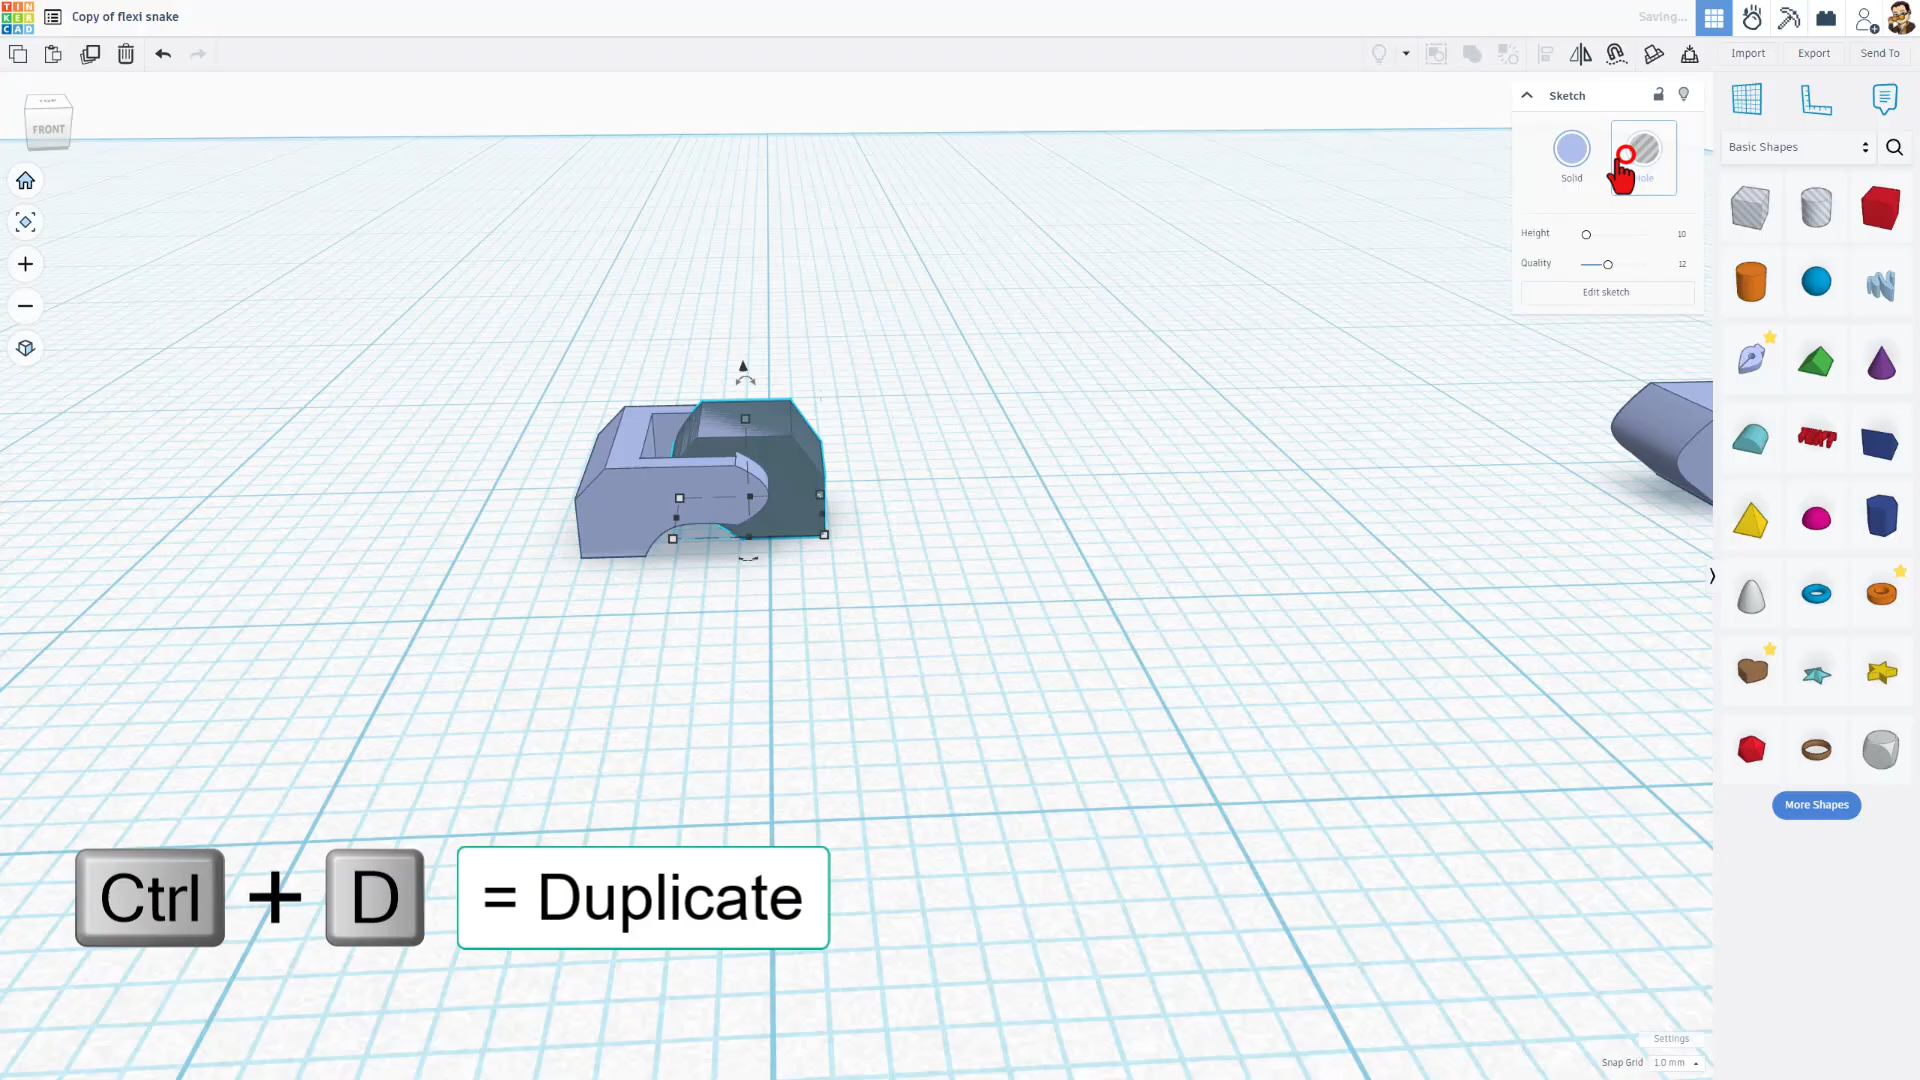 TIN
KER
CAD
Copy of flexi snake
Saving...
Import
Export
Send To
TOP
FRONT
Sketch
Solid
Hole
Height
10
Quality
12
Edit sketch
Basic Shapes
More Shapes
Ctrl + D = Duplicate
Settings
Snap Grid 1.0 mm